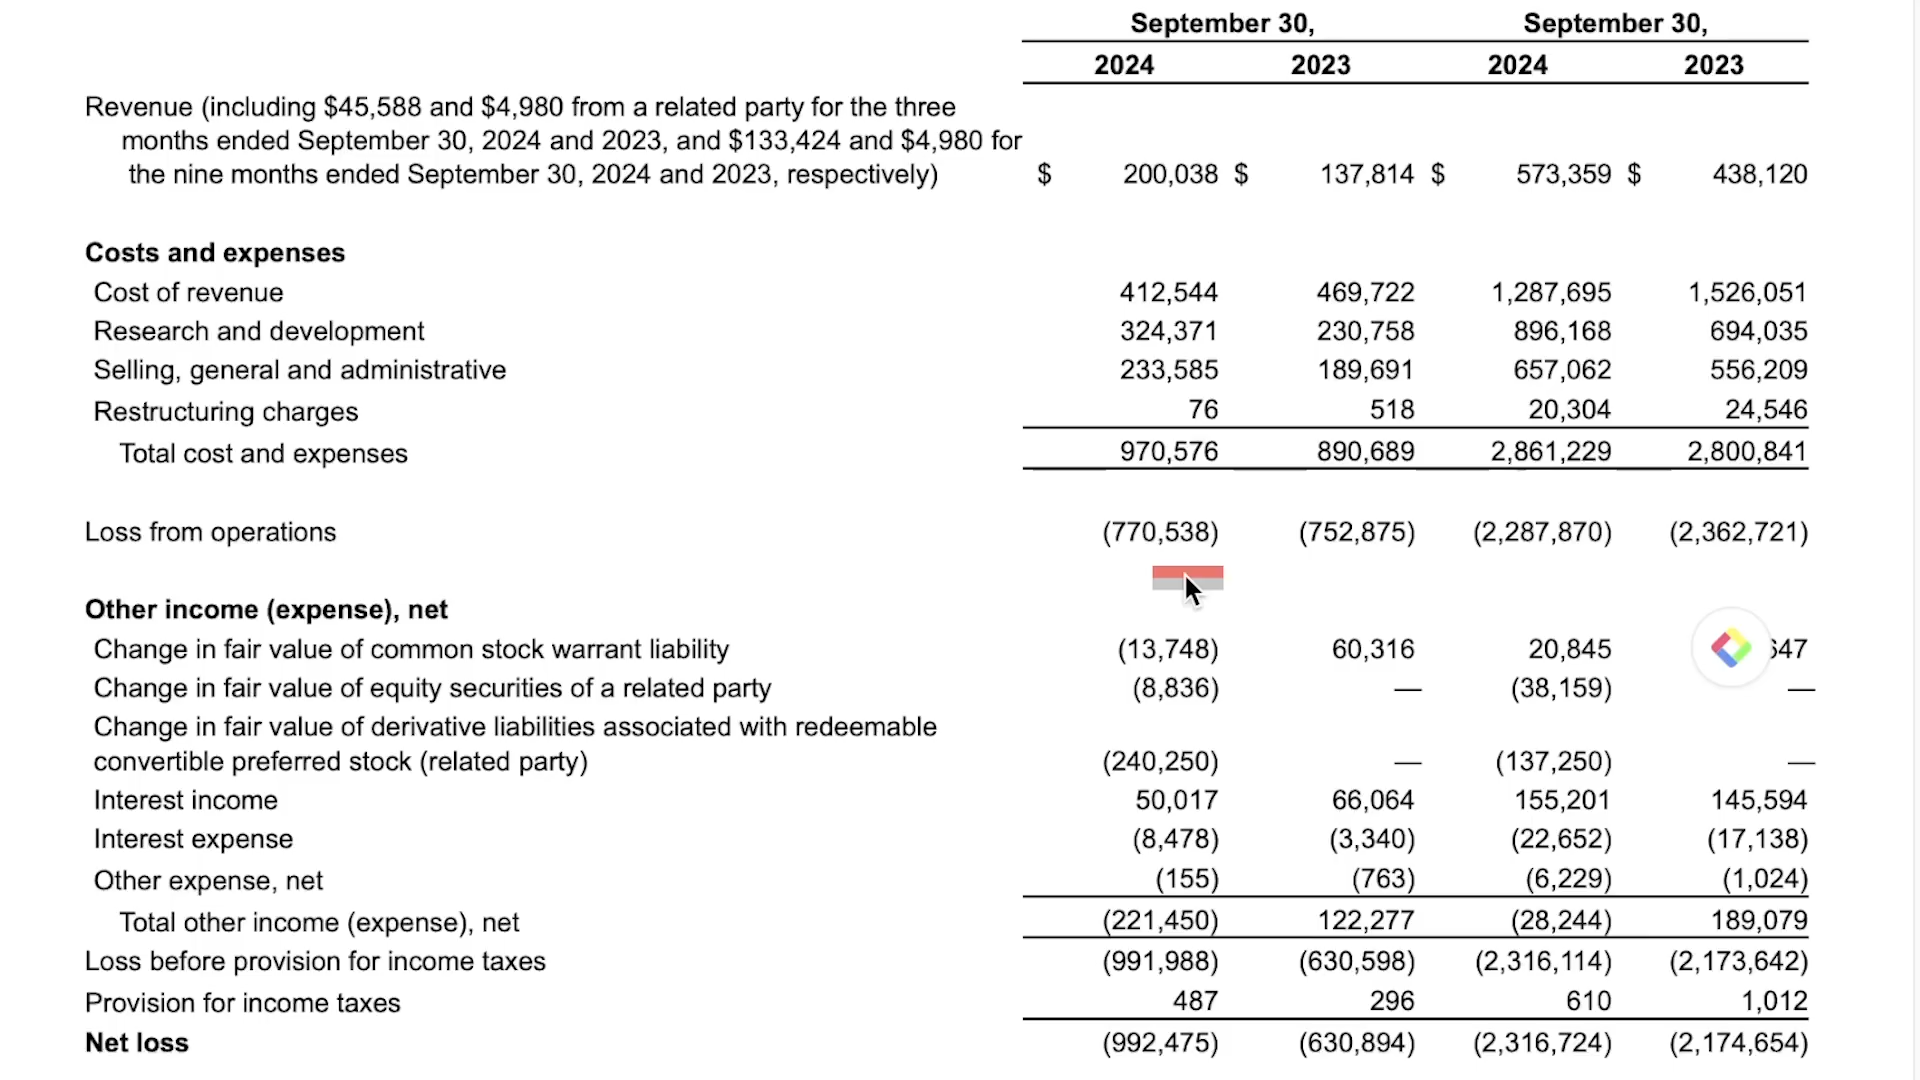 September 30, September 30,
2024 2023 2024 2023
Revenue (including $45,588 and $4,980 from a related party for the three
months ended September 30, 2024 and 2023, and $133,424 and $4,980 for
the nine months ended September 30, 2024 and 2023, respectively) $ 200,038 $ 137,814 $ 573,359 $ 438,120
Costs and expenses
Cost of revenue 412,544 469,722 1,287,695 1,526,051
Research and development 324,371 230,758 896,168 694,035
Selling, general and administrative 233,585 189,691 657,062 556,209
Restructuring charges 76 518 20,304 24,546
Total cost and expenses 970,576 890,689 2,861,229 2,800,841
Loss from operations (770,538) (752,875) (2,287,870) (2,362,721)
Other income (expense), net
Change in fair value of common stock warrant liability (13,748) 60,316 20,845
Change in fair value of equity securities of a related party (8,836) — (38,159) —
Change in fair value of derivative liabilities associated with redeemable
convertible preferred stock (related party) (240,250) — (137,250) —
Interest income 50,017 66,064 155,201 145,594
Interest expense (8,478) (3,340) (22,652) (17,138)
Other expense, net (155) (763) (6,229) (1,024)
Total other income (expense), net (221,450) 122,277 (28,244) 189,079
Loss before provision for income taxes (991,988) (630,598) (2,316,114) (2,173,642)
Provision for income taxes 487 296 610 1,012
Net loss (992,475) (630,894) (2,316,724) (2,174,654)